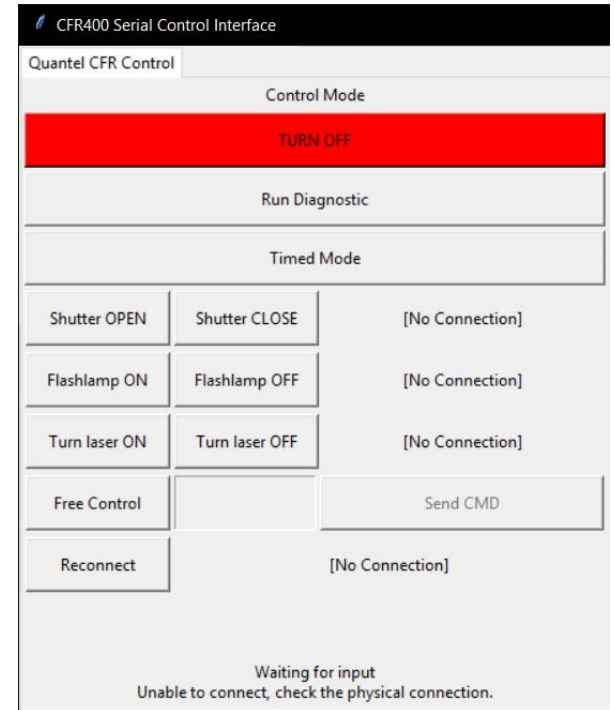 CFR400 Serial Control Interface
Quantel CFR Control
Control Mode
TURN OFF
Run Diagnostic
Timed Mode
Shutter OPEN Shutter CLOSE [No Connection]
Flashlamp ON Flashlamp OFF [No Connection]
Turn laser ON Turn laser OFF [No Connection]
Free Control Send CMD
Reconnect [No Connection]
Waiting for input
Unable to connect, check the physical connection.